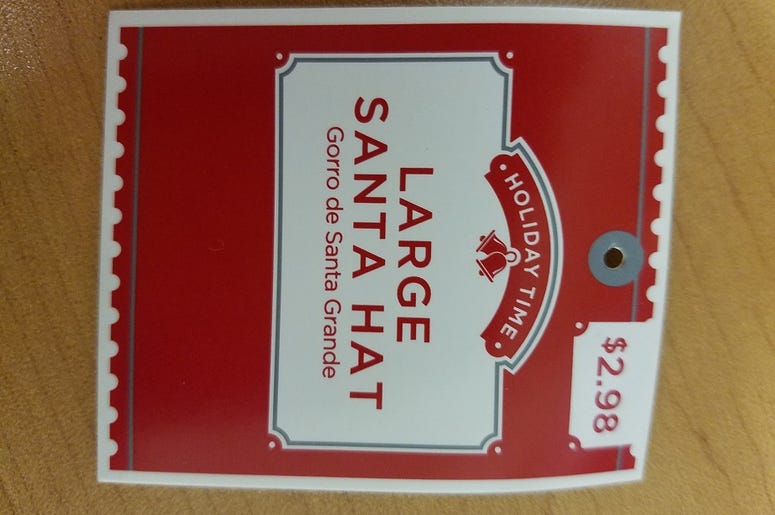 $2.98
HOLIDAY TIME
LARGE
SANTA HAT
Gorro de Santa Grande